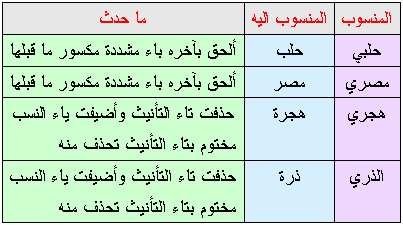 المنسوب المنسوب اليه ما حدث
حلبي حلب ألحق بآخره باء مشددة مكسور ما قبلها
مصري مصر ألحق بآخره باء مشددة مكسور ما قبلها
هجري هجرة حذفت تاء التأنيث وأضيفت ياء النسب
مختوم بتاء التأنيث تحذف منه
الذري ذرة حذفت تاء التأنيث وأضيفت ياء النسب
مختوم بتاء التأنيث تحذف منه